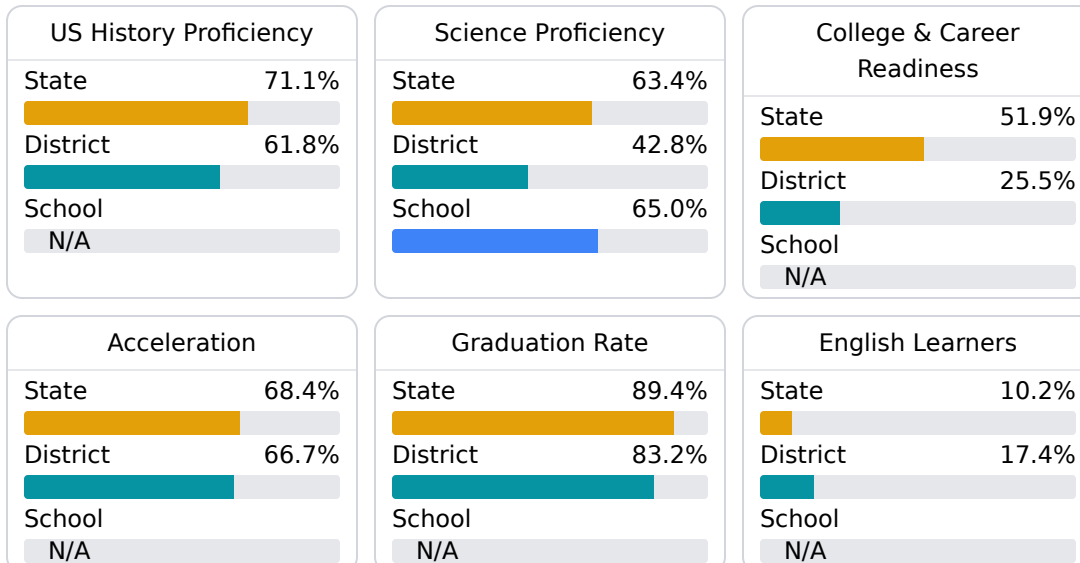 US History Proficiency
State 71.1%
District 61.8%
School
N/A
Science Proficiency
State 63.4%
District 42.8%
School 65.0%
College & Career
Readiness
State 51.9%
District 25.5%
School
N/A
Acceleration
State 68.4%
District 66.7%
School
N/A
Graduation Rate
State 89.4%
District 83.2%
School
N/A
English Learners
State 10.2%
District 17.4%
School
N/A